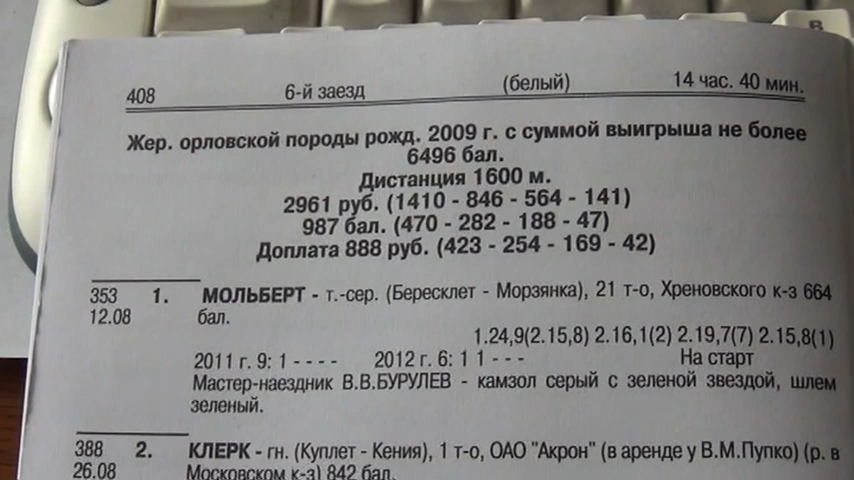 408 6-й заезд (белый) 14 час. 40 мин.
Жер. орловской породы рожд. 2009 г. с суммой выигрыша не более
6496 бал.
Дистанция 1600 м.
2961 руб. (1410 - 846 - 564 - 141)
987 бал. (470 - 282 - 188 - 47)
Доплата 888 руб. (423 - 254 - 169 - 42)
353 1. МОЛЬБЕРТ - т.-сер. (Бересклет - Морзянка), 21 т-о, Хреновского к-з 664
12.08 бал.
1.24,9(2.15,8) 2.16,1(2) 2.19,7(7) 2.15,8(1)
2011 г. 9: 1 - - - - 2012 г. 6: 1 1 - - - На старт
Мастер-наездник В.В.БУРУЛЕВ - камзол серый с зеленой звездой, шлем
зеленый.
388 2. КЛЕРК - гн. (Куплет - Кения), 1 т-о, ОАО "Акрон" (в аренде у В.М.Пупко) (р. в
26.08 Московском к-з) 842 бал.